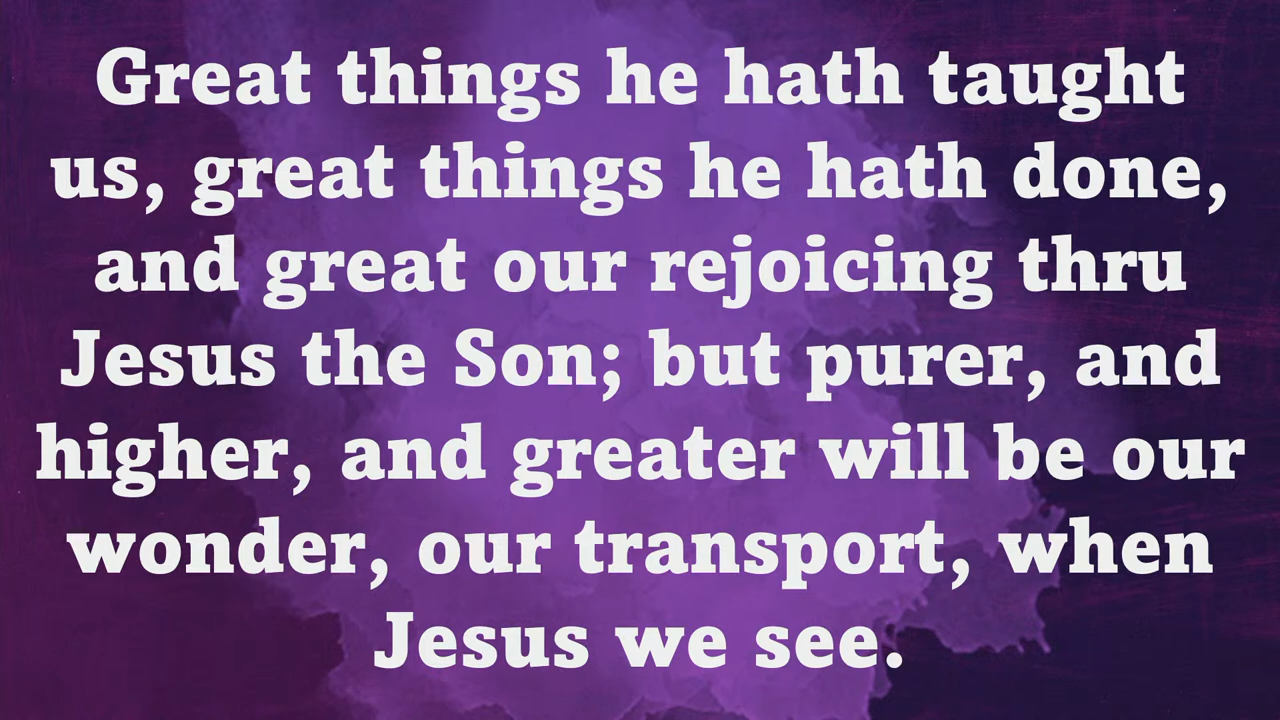 Great things he hath taught
us, great things he hath done,
and great our rejoicing thru
Jesus the Son; but purer, and
higher, and greater will be our
wonder, our transport, when
Jesus we see.